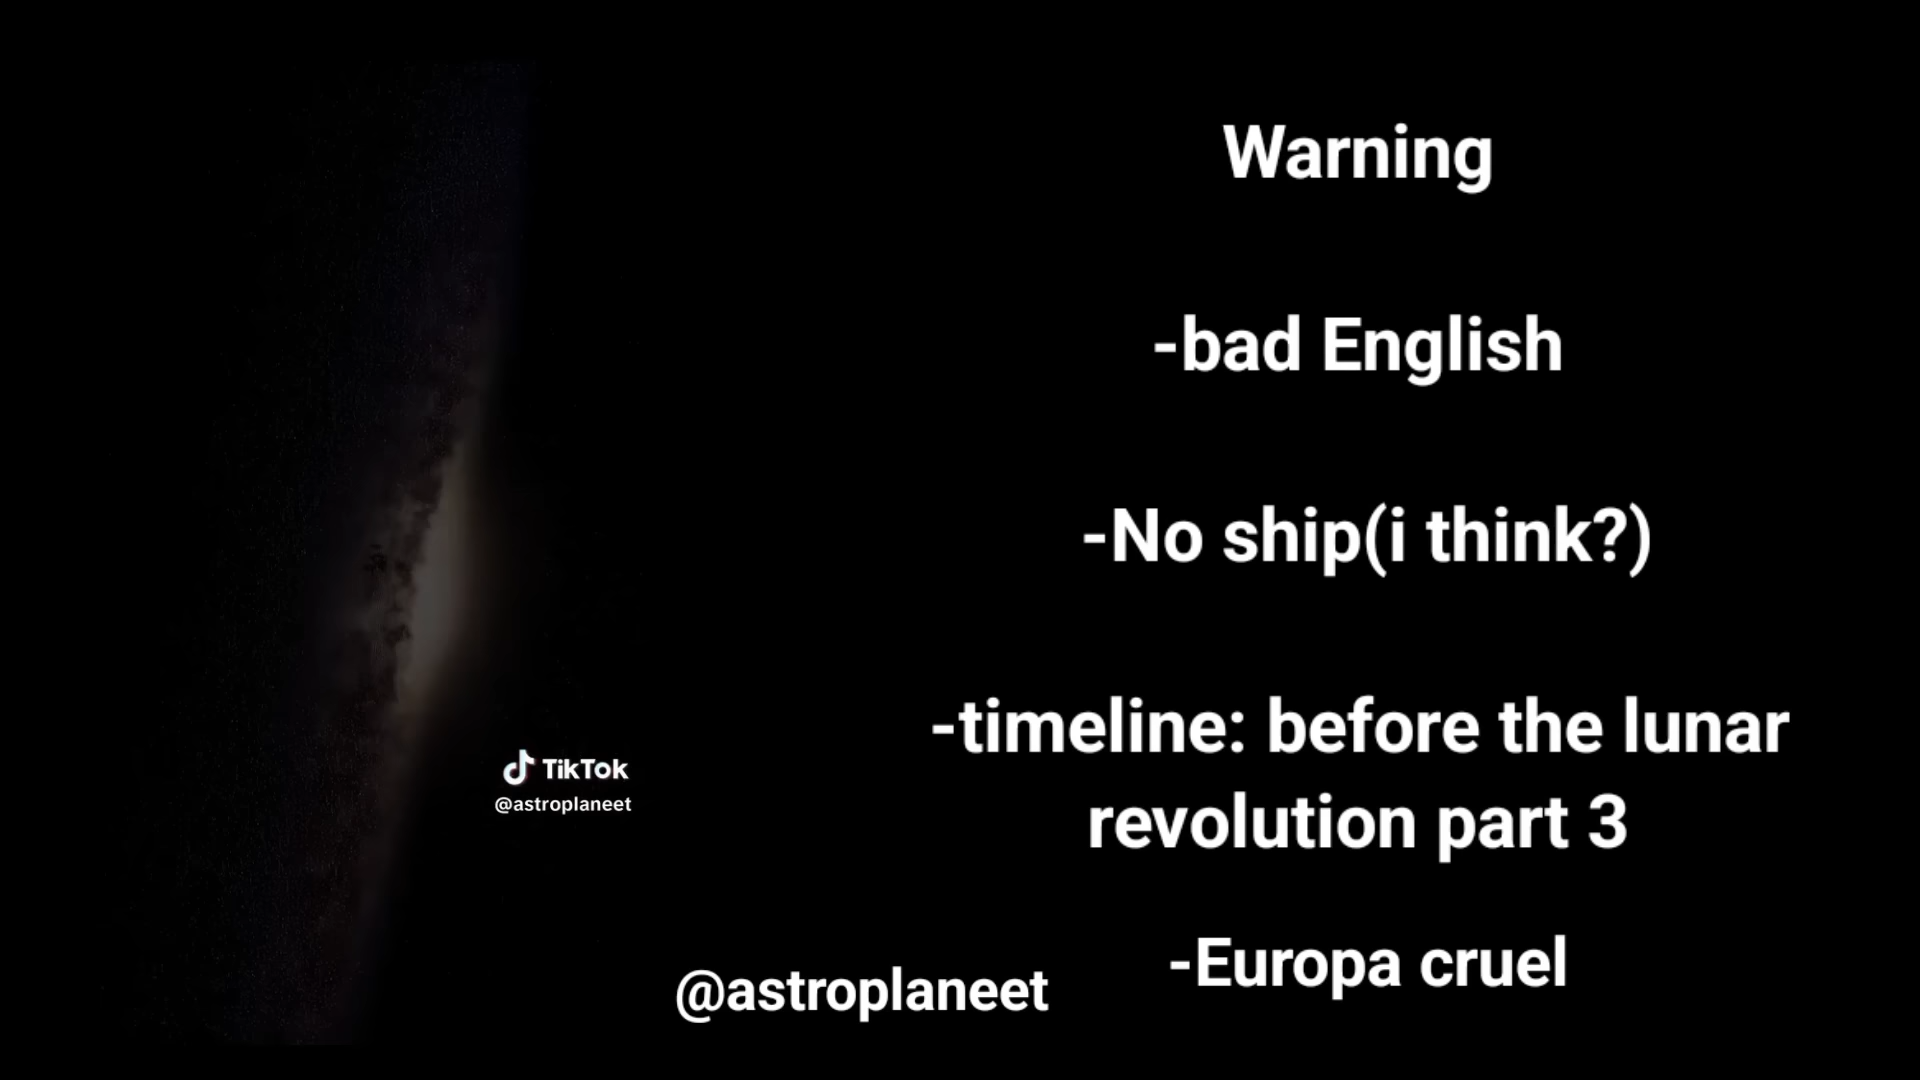 Warning
-bad English
-No ship(i think?)
-timeline: before the lunar
revolution part 3
-Europa cruel
TikTok
@astroplaneet
@astroplaneet